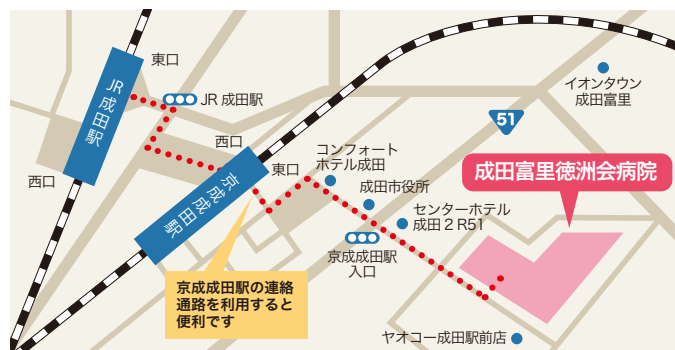 東口
JR成田駅
JR 成田駅
西口
西口
東口
京成成田駅
コンフォート
ホテル成田
成田市役所
センターホテル
成田 2 R51
京成成田駅
入口
51
イオンタウン
成田富里
成田富里徳洲会病院
京成成田駅の連絡
通路を利用すると
便利です
ヤオコー成田駅前店